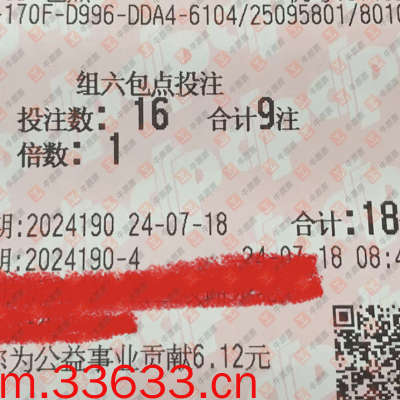 -170F-D996-DDA4-6104/25095801/8010
组六包点投注
投注数: 16 合计9注
倍数: 1
期:2024190 24-07-18 合计:18
期:2024190-4 24-07-18 08:4
您为公益事业贡献6.12元
m.33633.cn